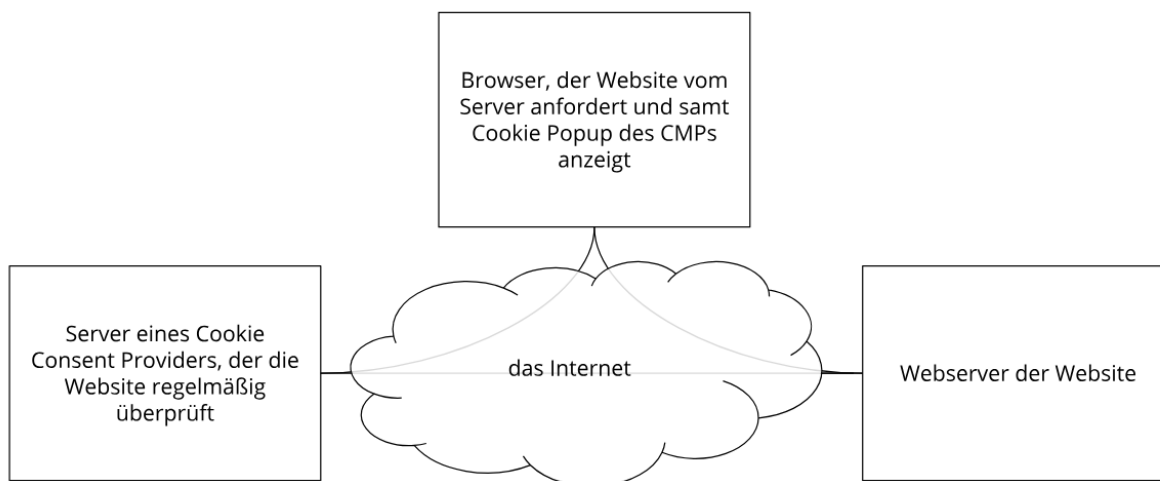 Browser, der Website vom
Server anfordert und samt
Cookie Popup des CMPs
anzeigt
Server eines Cookie
Consent Providers, der die
Website regelmäßig
überprüft
das Internet
Webserver der Website